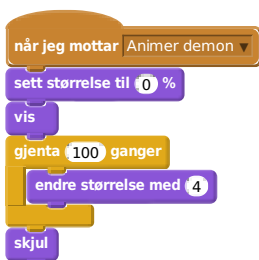 når jeg mottar Animer demon ▼
sett størrelse til 0 %
vis
gjenta 100 ganger
endre størrelse med 4
skjul